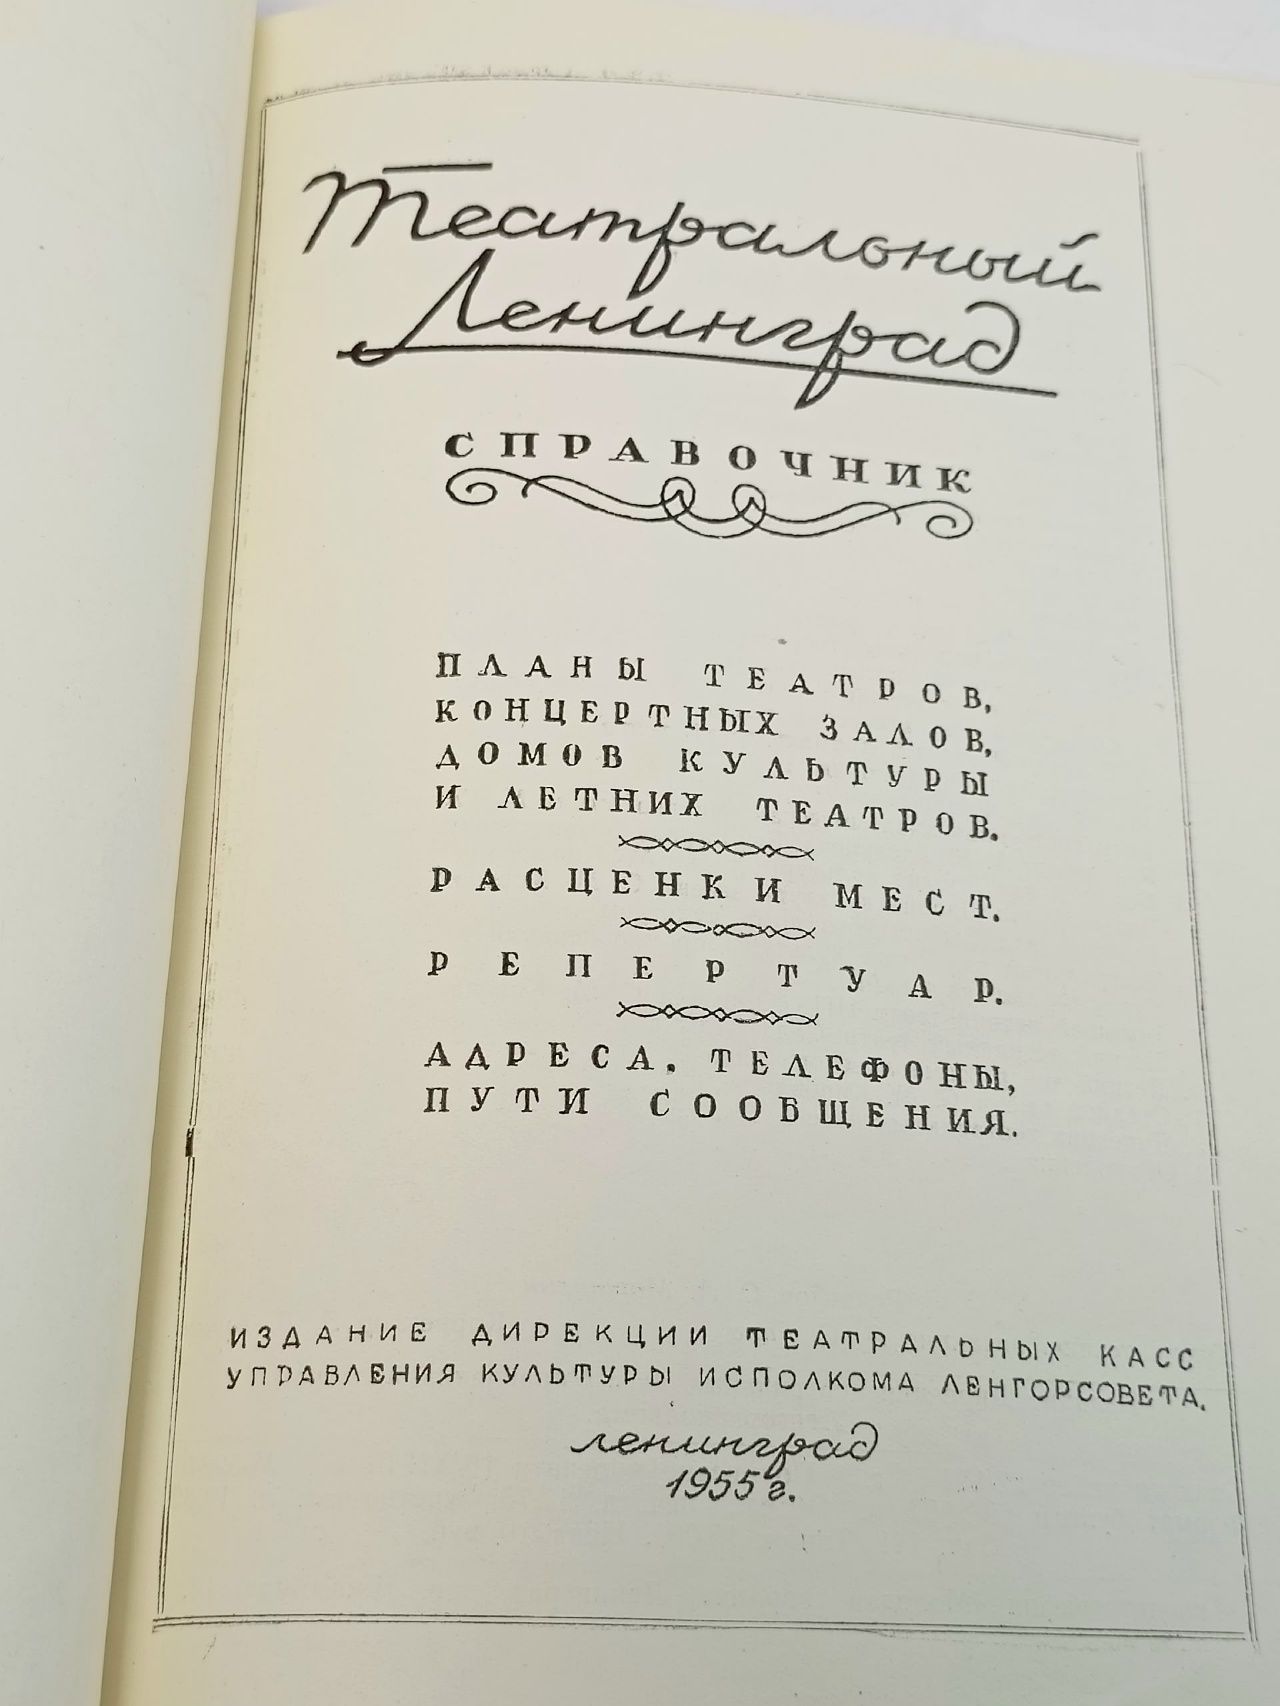 Театральный
Ленинград
СПРАВОЧНИК
ПЛАНЫ ТЕАТРОВ,
КОНЦЕРТНЫХ ЗАЛОВ,
ДОМОВ КУЛЬТУРЫ
И ЛЕТНИХ ТЕАТРОВ.
РАСЦЕНКИ МЕСТ.
РЕПЕРТУАР.
АДРЕСА, ТЕЛЕФОНЫ,
ПУТИ СООБЩЕНИЯ.
ИЗДАНИЕ ДИРЕКЦИИ ТЕАТРАЛЬНЫХ КАСС
УПРАВЛЕНИЯ КУЛЬТУРЫ ИСПОЛКОМА ЛЕНГОРСОВЕТА.
ленинград
1955 г.